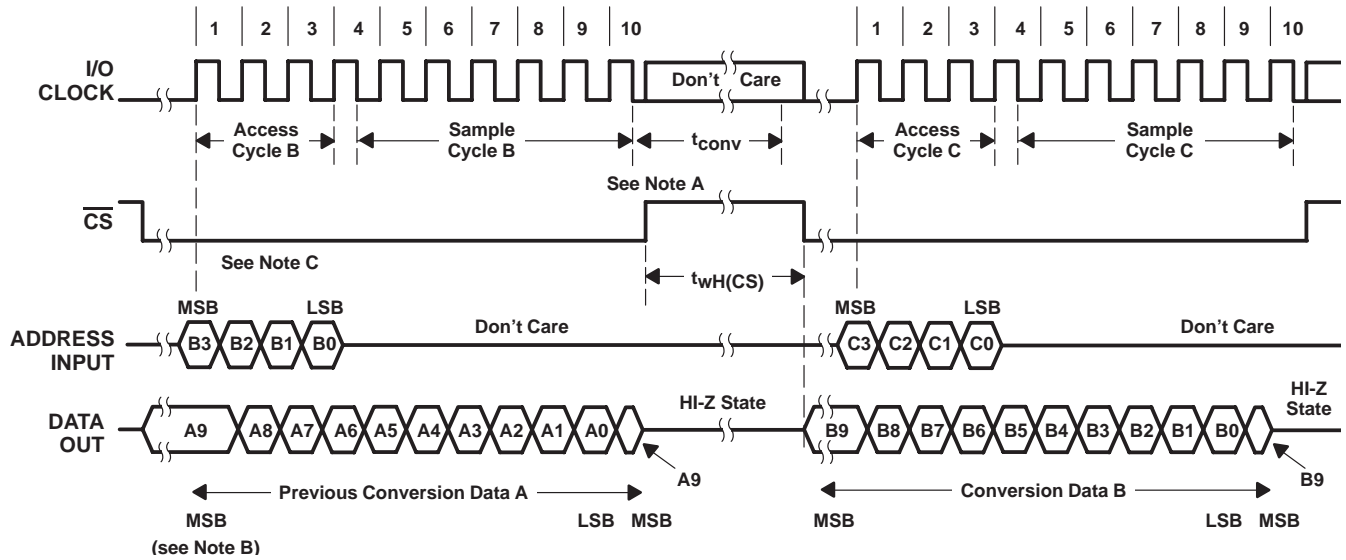 1 2 3 4 5 6 7 8 9 10 1 2 3 4 5 6 7 8 9 10
I/O
CLOCK
Don't Care
Access
Cycle B
Sample
Cycle B
tconv
Access
Cycle C
Sample
Cycle C
See Note A
CS
See Note C
twH(CS)
MSB LSB MSB LSB
ADDRESS
INPUT
B3 B2 B1 B0 Don't Care C3 C2 C1 C0 Don't Care
DATA
OUT
A9 A8 A7 A6 A5 A4 A3 A2 A1 A0
HI-Z State
B9 B8 B7 B6 B5 B4 B3 B2 B1 B0
HI-Z
State
A9 B9
Previous Conversion Data A Conversion Data B
MSB LSB MSB MSB LSB MSB
(see Note B)